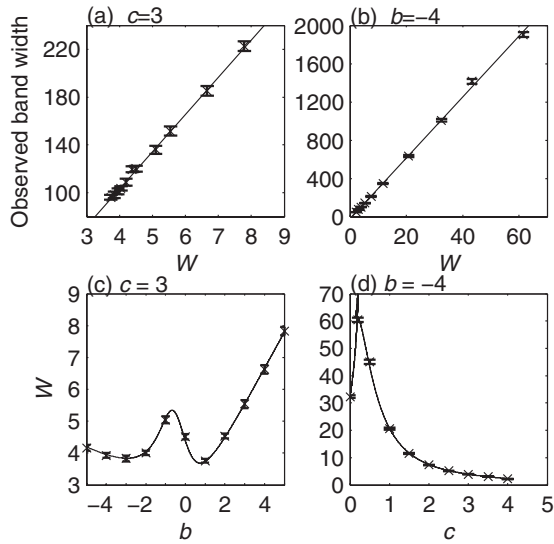 (a) c=3
(b) b=−4
Observed band width
220
180
140
100
3 4 5 6 7 8 9
W
2000
1600
1200
800
400
0
0 20 40 60
W
(c) c = 3
(d) b = −4
W
9
8
7
6
5
4
3
−4 −2 0 2 4
b
70
60
50
40
30
20
10
0
0 1 2 3 4 5
c